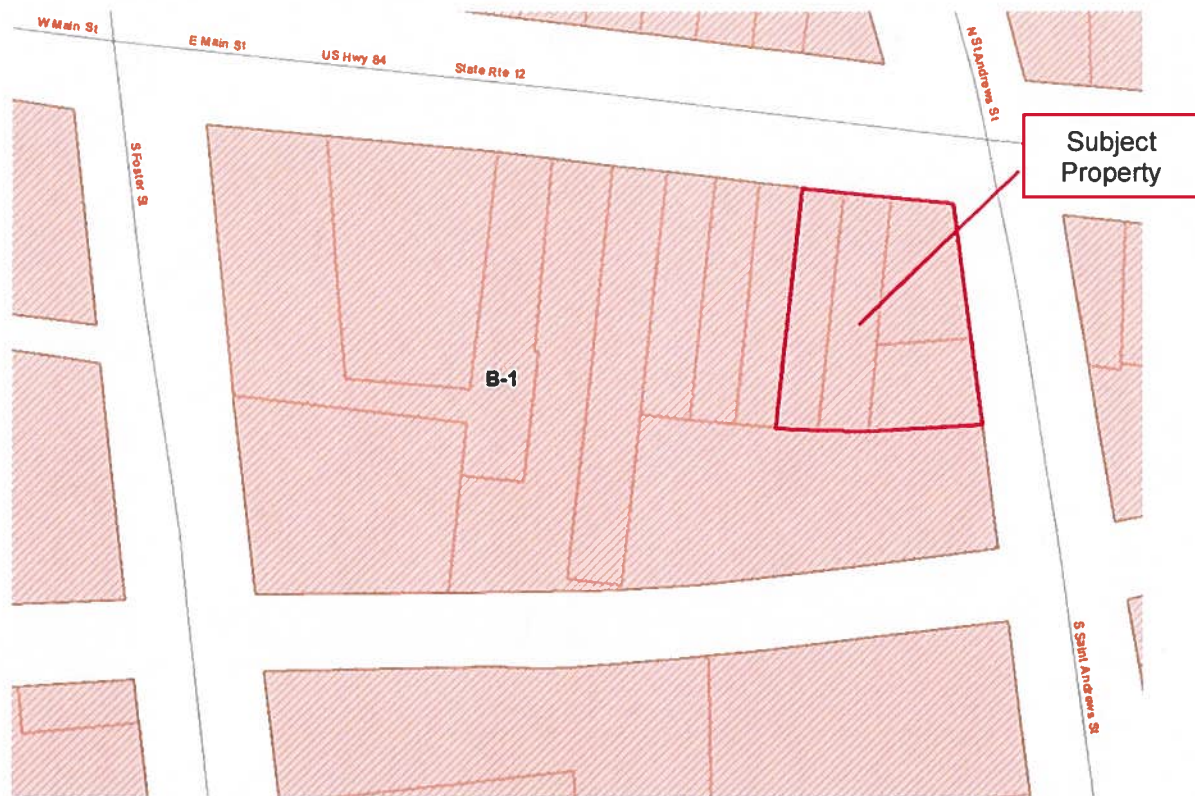 W Main St
E Main St
US Hwy 84
State Rte 12
N St Andrews St
Subject
Property
S Foster St
B-1
S Saint Andrews St